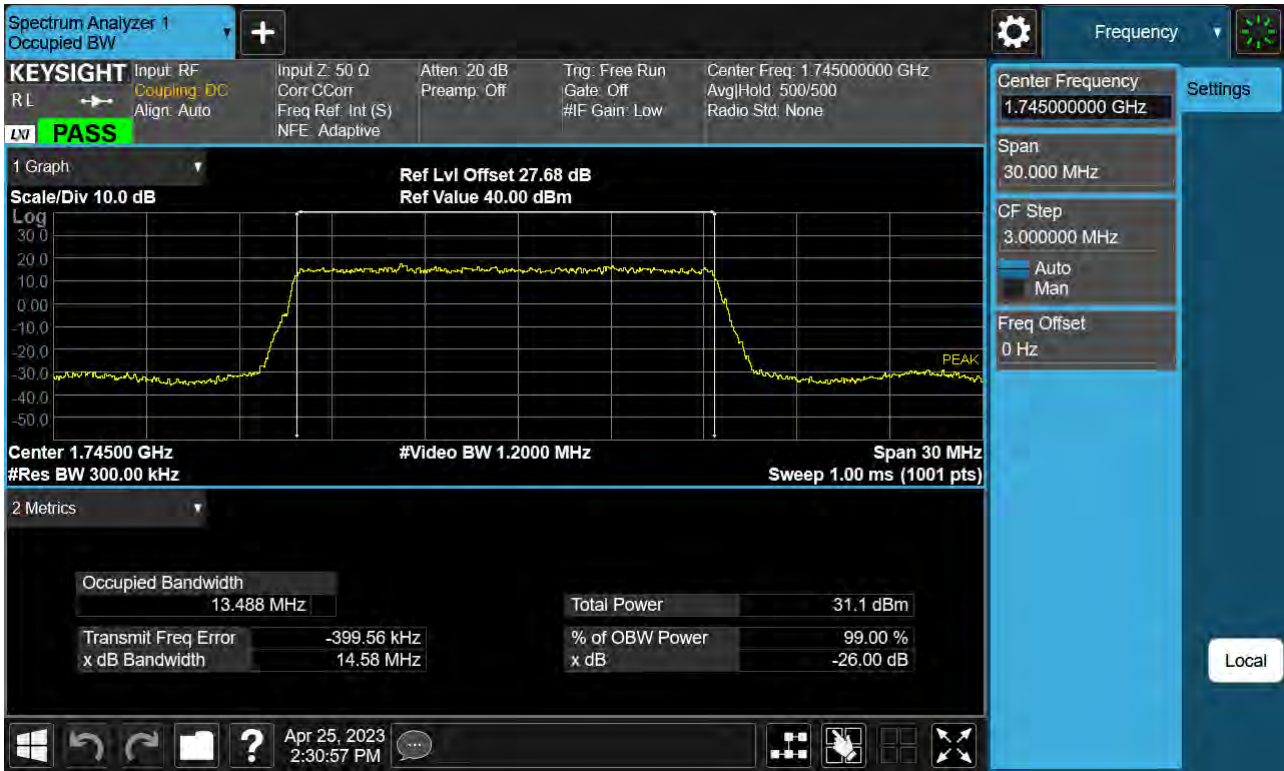 Spectrum Analyzer 1
Occupied BW
Frequency
KEYSIGHT
RL
LXI PASS
Input: RF
Coupling: DC
Align: Auto
Input Z: 50 Ω
Corr CCorr
Freq Ref: Int (S)
NFE: Adaptive
Atten: 20 dB
Preamp: Off
Trig: Free Run
Gate: Off
#IF Gain: Low
Center Freq: 1.745000000 GHz
Avg|Hold: 500/500
Radio Std: None
Center Frequency
1.745000000 GHz
Settings
Span
30.000 MHz
CF Step
3.000000 MHz
Auto
Man
Freq Offset
0 Hz
Local
1 Graph
Ref Lvl Offset 27.68 dB
Scale/Div 10.0 dB
Ref Value 40.00 dBm
Log
30.0
20.0
10.0
0.00
-10.0
-20.0
-30.0
-40.0
-50.0
PEAK
Center 1.74500 GHz
#Video BW 1.2000 MHz
Span 30 MHz
#Res BW 300.00 kHz
Sweep 1.00 ms (1001 pts)
2 Metrics
Occupied Bandwidth
13.488 MHz
Total Power 31.1 dBm
Transmit Freq Error -399.56 kHz
% of OBW Power 99.00 %
x dB Bandwidth 14.58 MHz
x dB -26.00 dB
Apr 25, 2023
2:30:57 PM